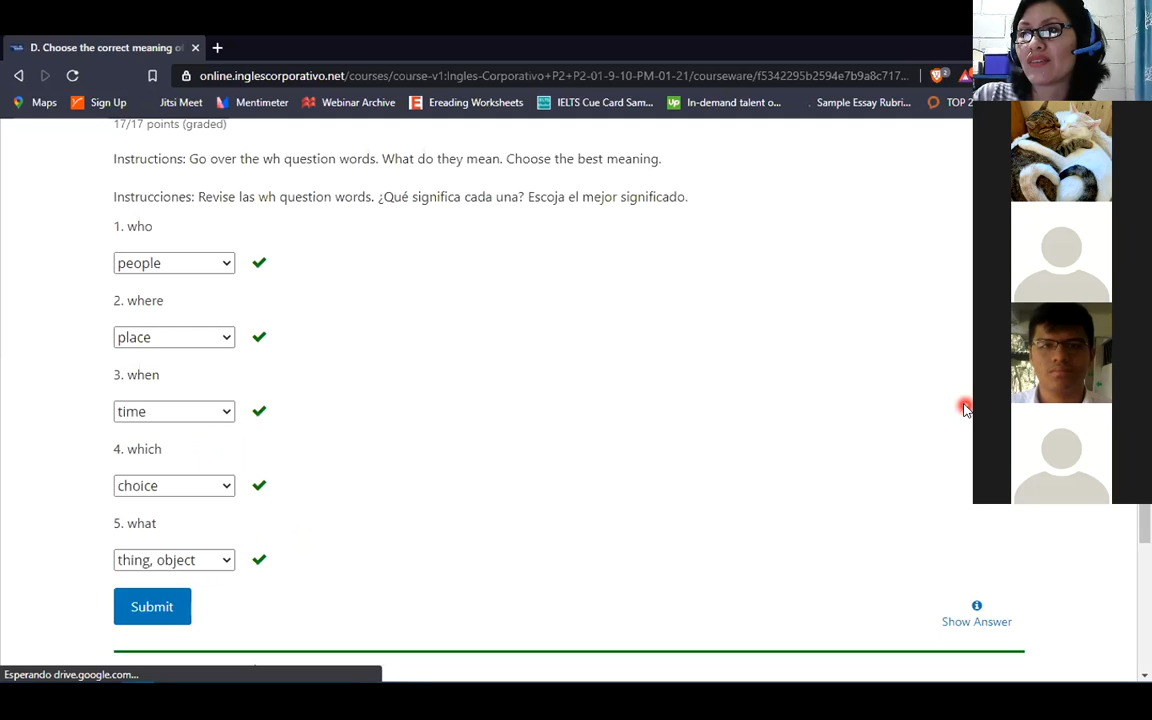 D. Choose the correct meaning of
online.inglescorporativo.net/courses/course-v1:Ingles-Corporativo+P2+P2-01-9-10-PM-01-21/courseware/f5342295b2594e7b9a8c717...
2
Maps Sign Up Jitsi Meet Mentimeter Webinar Archive Ereading Worksheets IELTS Cue Card Sam... up In-demand talent o... Sample Essay Rubri... TOP 2
17/17 points (graded)
Instructions: Go over the wh question words. What do they mean. Choose the best meaning.
Instrucciones: Revise las wh question words. ¿Qué significa cada una? Escoja el mejor significado.
1. who
people
2. where
place
3. when
time
4. which
choice
5. what
thing, object
Submit
Show Answer
Esperando drive.google.com...